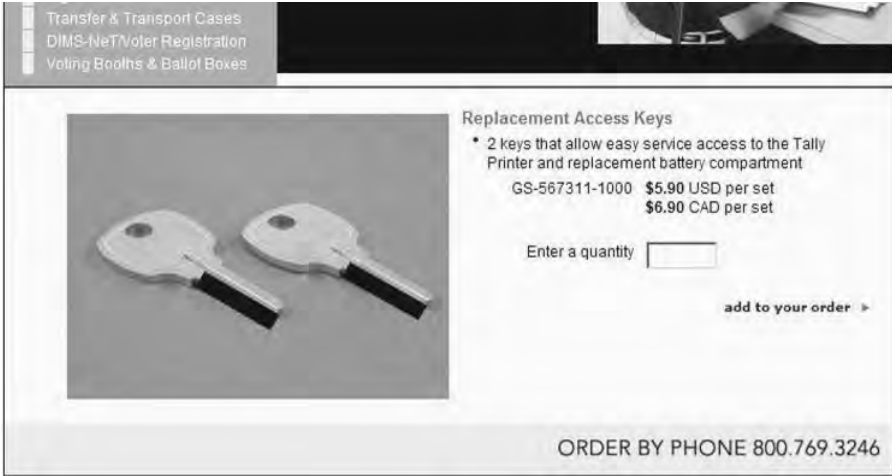 Transfer & Transport Cases
DIMS-NeT/Voter Registration
Voting Booths & Ballot Boxes
Replacement Access Keys
• 2 keys that allow easy service access to the Tally
Printer and replacement battery compartment
GS-567311-1000 $5.90 USD per set
$6.90 CAD per set
Enter a quantity
add to your order ▶
ORDER BY PHONE 800.769.3246